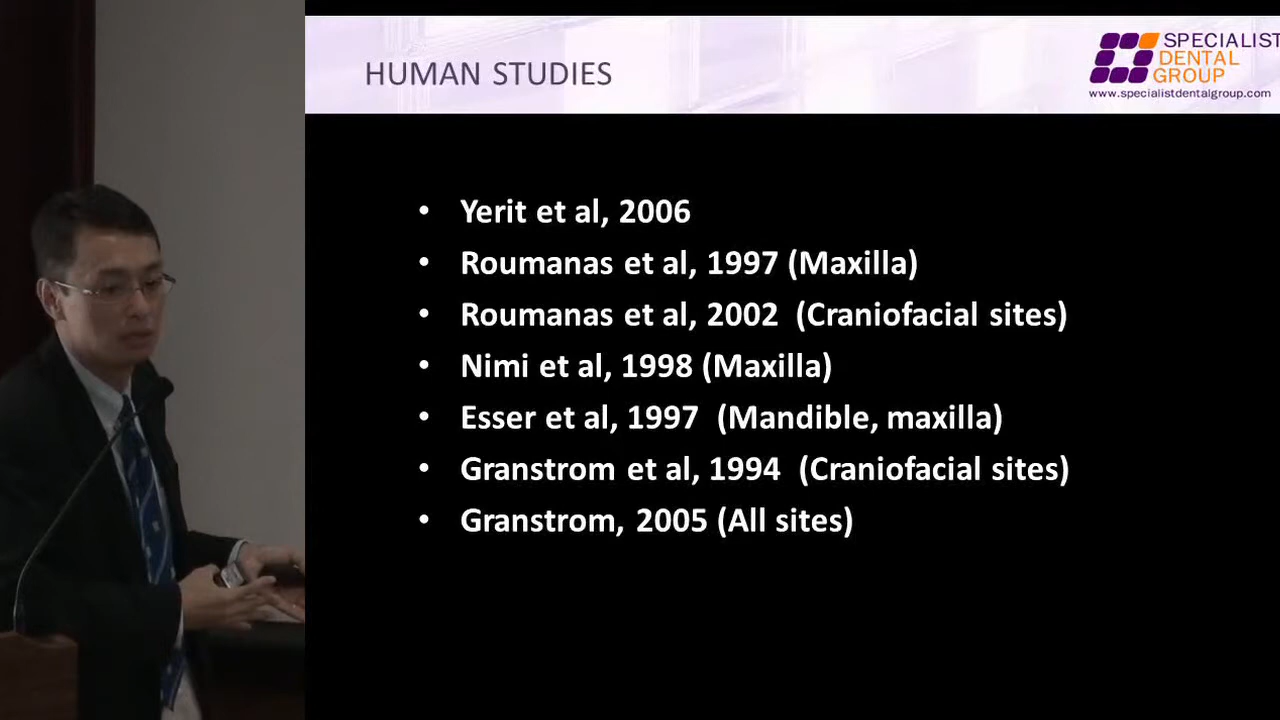 HUMAN STUDIES
SPECIALIST
DENTAL
GROUP
www.specialistdentalgroup.com
• Yerit et al, 2006
• Roumanas et al, 1997 (Maxilla)
• Roumanas et al, 2002 (Craniofacial sites)
• Nimi et al, 1998 (Maxilla)
• Esser et al, 1997 (Mandible, maxilla)
• Granstrom et al, 1994 (Craniofacial sites)
• Granstrom, 2005 (All sites)